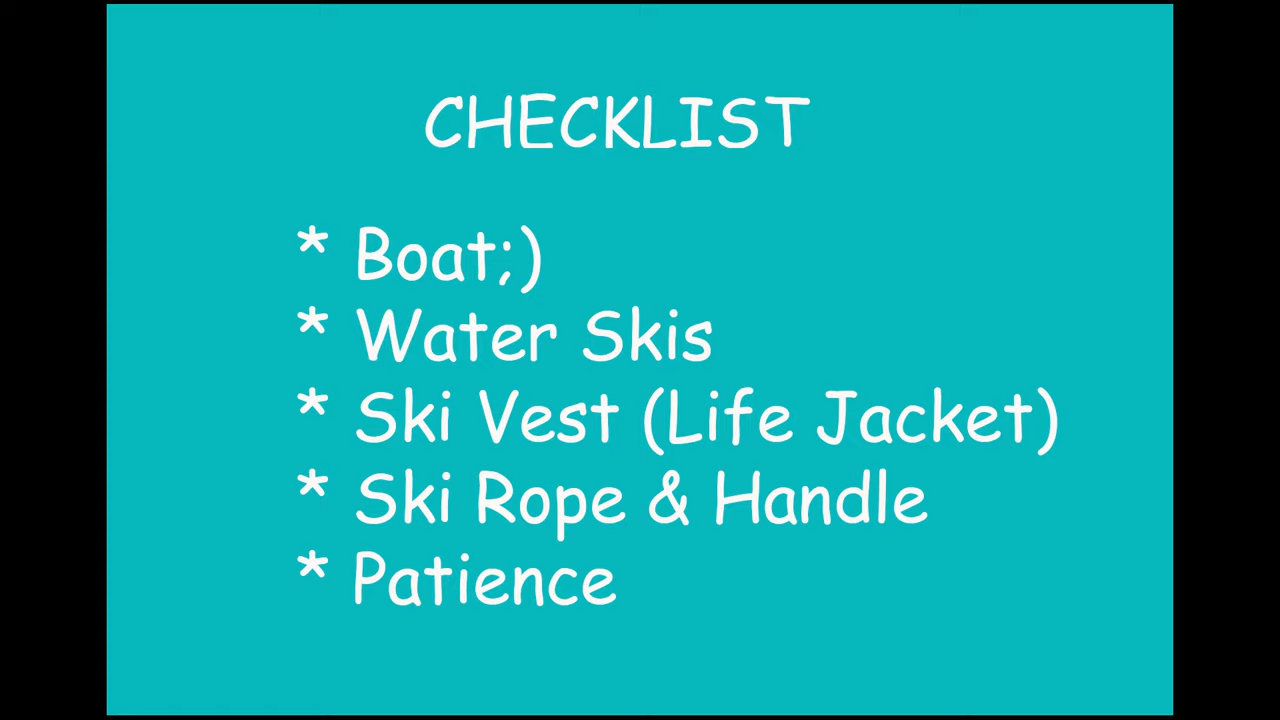 CHECKLIST
* Boat;)
* Water Skis
* Ski Vest (Life Jacket)
* Ski Rope & Handle
* Patience